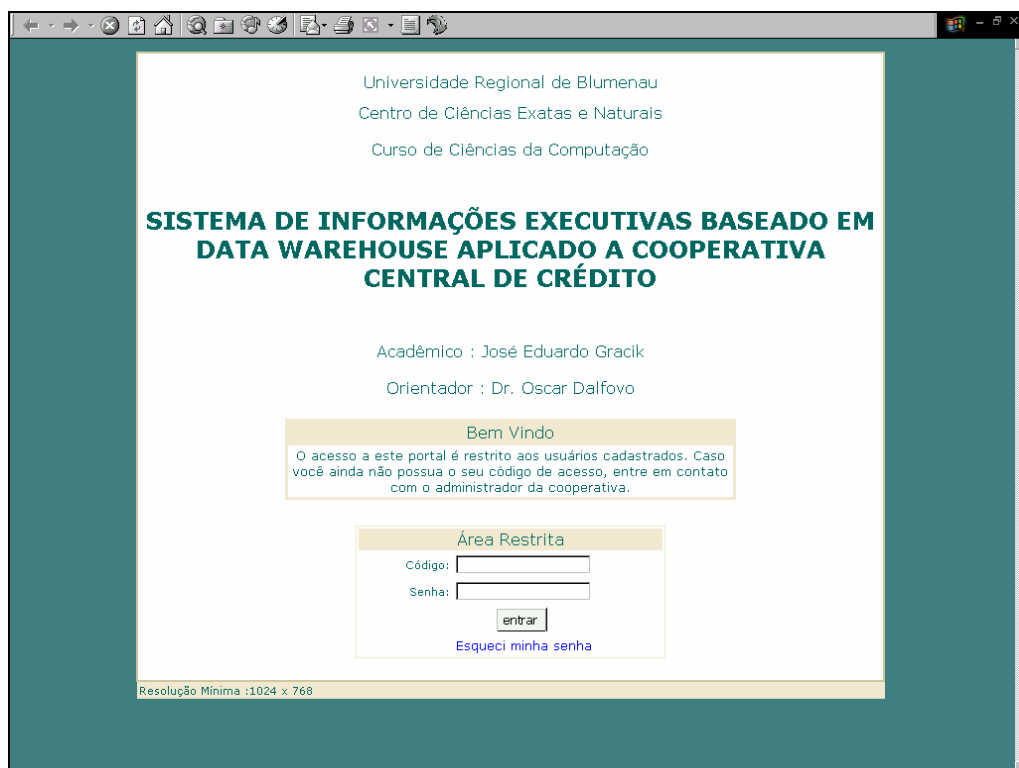 Universidade Regional de Blumenau
Centro de Ciências Exatas e Naturais
Curso de Ciências da Computação
SISTEMA DE INFORMAÇÕES EXECUTIVAS BASEADO EM
DATA WAREHOUSE APLICADO A COOPERATIVA
CENTRAL DE CRÉDITO
Acadêmico : José Eduardo Gracik
Orientador : Dr. Oscar Dalfovo
Bem Vindo
O acesso a este portal é restrito aos usuários cadastrados. Caso
você ainda não possua o seu código de acesso, entre em contato
com o administrador da cooperativa.
Área Restrita
Código:
Senha:
entrar
Esqueci minha senha
Resolução Mínima :1024 x 768